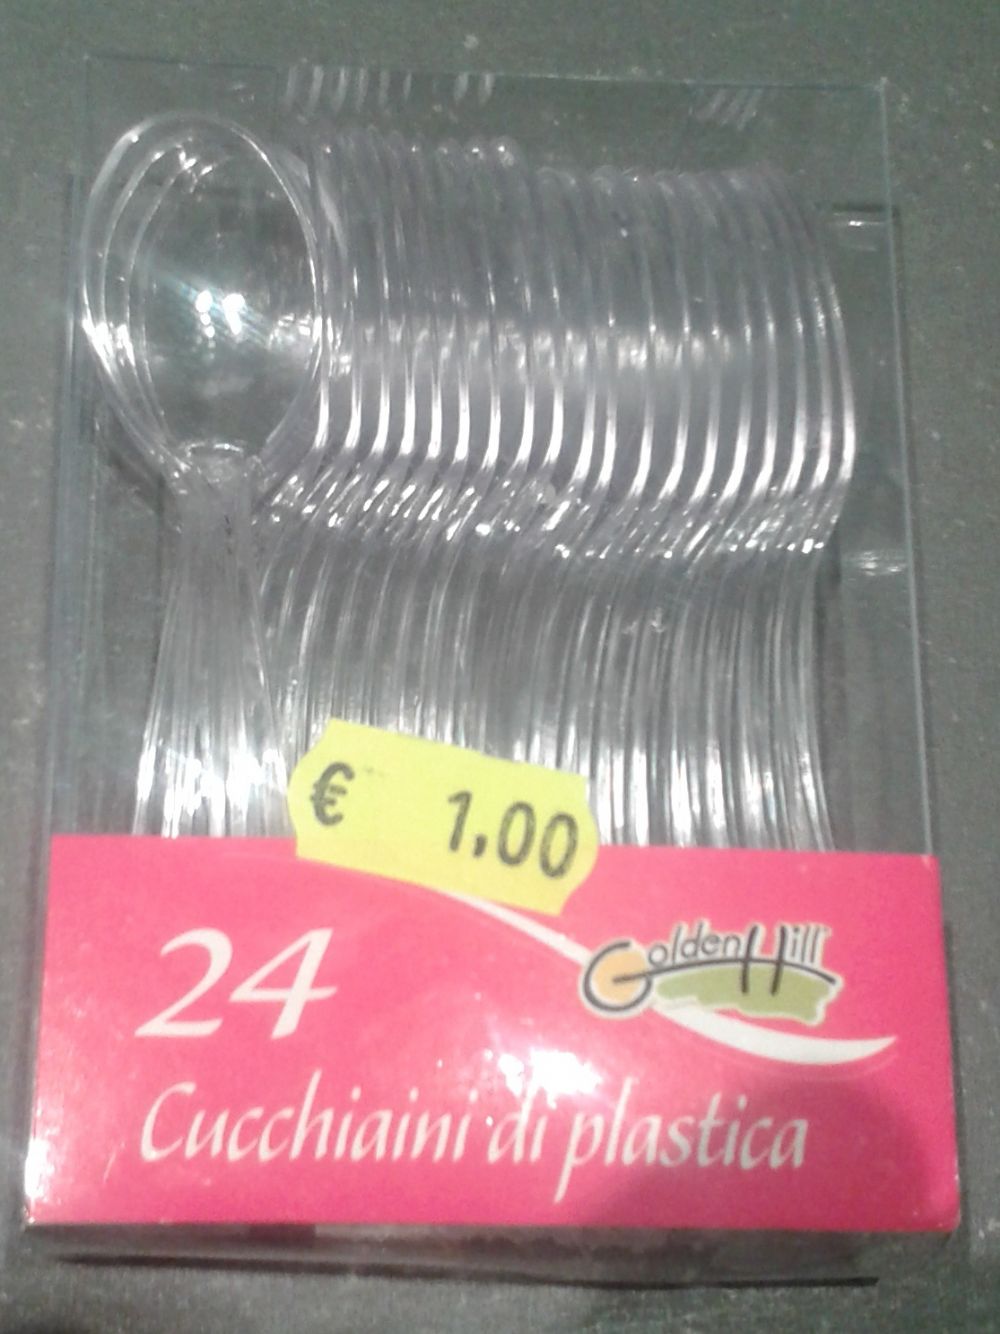 € 1,00
GoldenHill
24
Cucchiaini di plastica